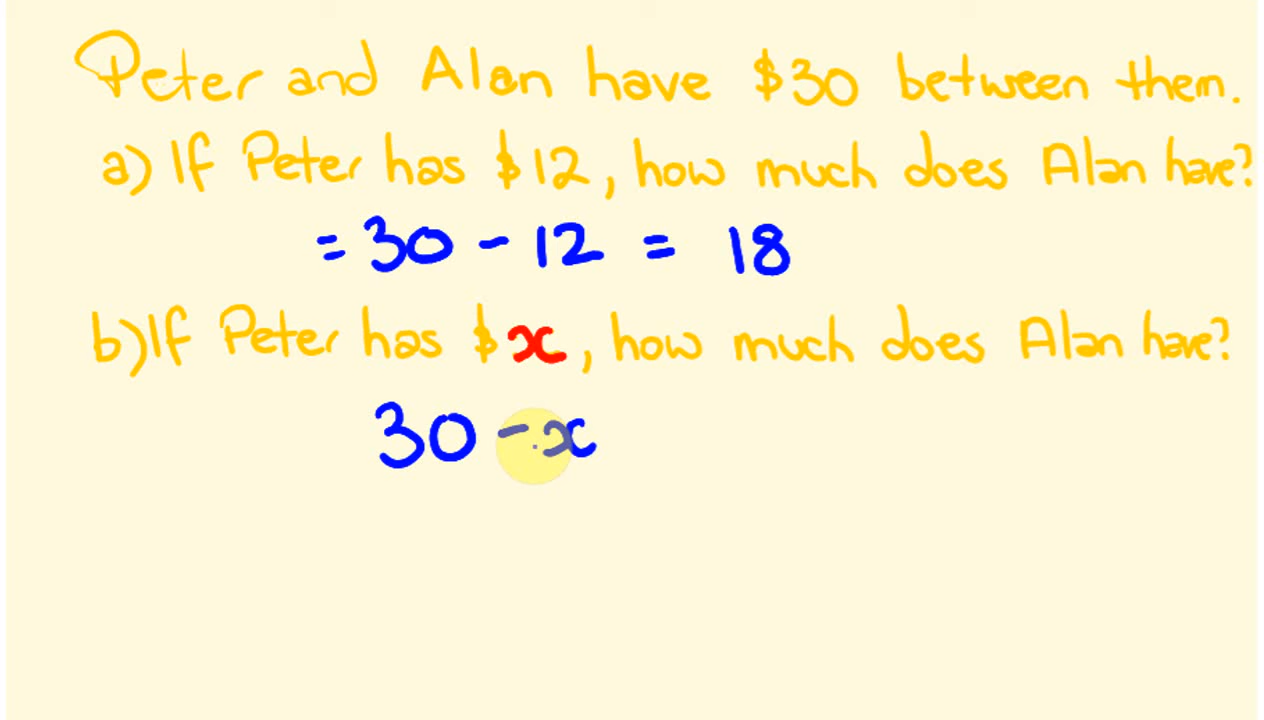 Peter and Alan have $30 between them.
a) If Peter has $12, how much does Alan have?
= 30 - 12 = 18
b) If Peter has $x, how much does Alan have?
30 - x